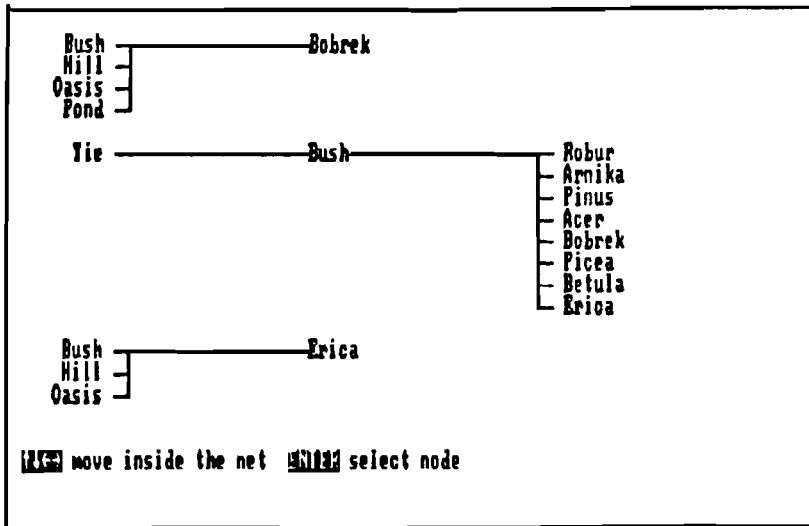 Bush Bobrek
Hill
Oasis
Pond
Tie Bush Robur
Arnika
Pinus
Acer
Bobrek
Picea
Betula
Erica
Bush Erica
Hill
Oasis
move inside the net ENTER select node